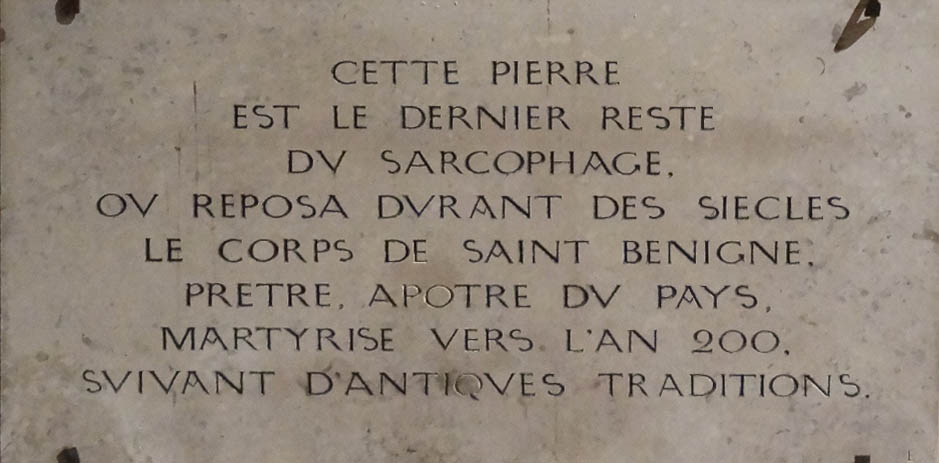 CETTE PIERRE
EST LE DERNIER RESTE
DV SARCOPHAGE,
OV REPOSA DVRANT DES SIECLES
LE CORPS DE SAINT BENIGNE,
PRETRE, APOTRE DV PAYS,
MARTYRISE VERS L'AN 200,
SVIVANT D'ANTIQVES TRADITIONS.